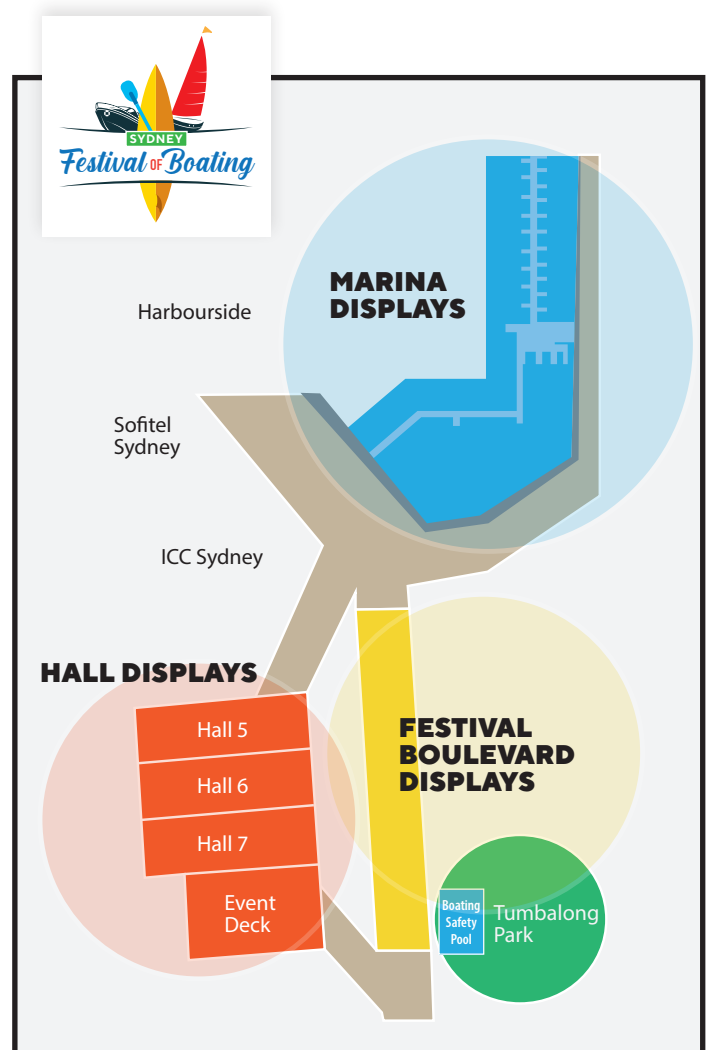 SYDNEY
Festival OF Boating
MARINA
DISPLAYS
Harbourside
Sofitel
Sydney
ICC Sydney
HALL DISPLAYS
Hall 5
Hall 6
Hall 7
Event
Deck
FESTIVAL
BOULEVARD
DISPLAYS
Boating
Safety
Pool
Tumbalong
Park